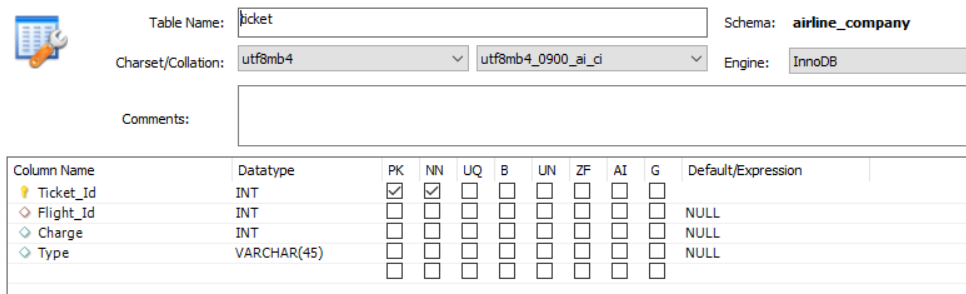 Table Name: ticket Schema: airline_company
Charset/Collation: utf8mb4 utf8mb4_0900_ai_ci Engine: InnoDB
Comments:
Column Name Datatype PK NN UQ B UN ZF AI G Default/Expression
Ticket_Id INT
Flight_Id INT NULL
Charge INT NULL
Type VARCHAR(45) NULL